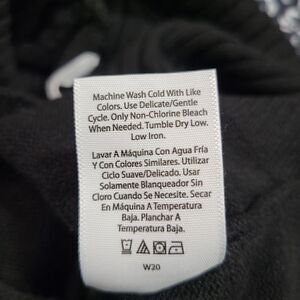 Machine Wash Cold With Like
Colors. Use Delicate/Gentle
Cycle. Only Non-Chlorine Bleach
When Needed. Tumble Dry Low.
Low Iron.
Lavar A Máquina Con Agua Fría
Y Con Colores Similares. Utilizar
Ciclo Suave/Delicado. Usar
Solamente Blanqueador Sin
Cloro Cuando Se Necesite. Secar
En Máquina A Temperatura
Baja. Planchar A
Temperatura Baja.
W20